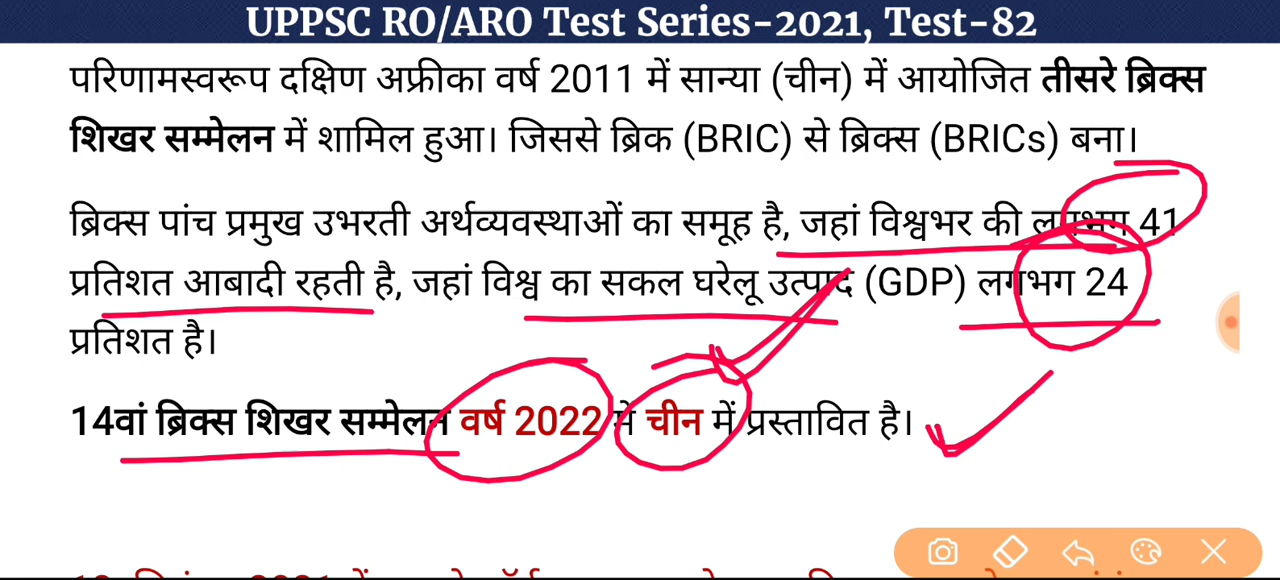 UPPSC RO/ARO Test Series-2021, Test-82
परिणामस्वरूप दक्षिण अफ्रीका वर्ष 2011 में सान्या (चीन) में आयोजित तीसरे ब्रिक्स
शिखर सम्मेलन में शामिल हुआ। जिससे ब्रिक (BRIC) से ब्रिक्स (BRICs) बना।
ब्रिक्स पांच प्रमुख उभरती अर्थव्यवस्थाओं का समूह है, जहां विश्वभर की लगभग 41
प्रतिशत आबादी रहती है, जहां विश्व का सकल घरेलू उत्पाद (GDP) लगभग 24
प्रतिशत है।
14वां ब्रिक्स शिखर सम्मेलन वर्ष 2022 में चीन में प्रस्तावित है।